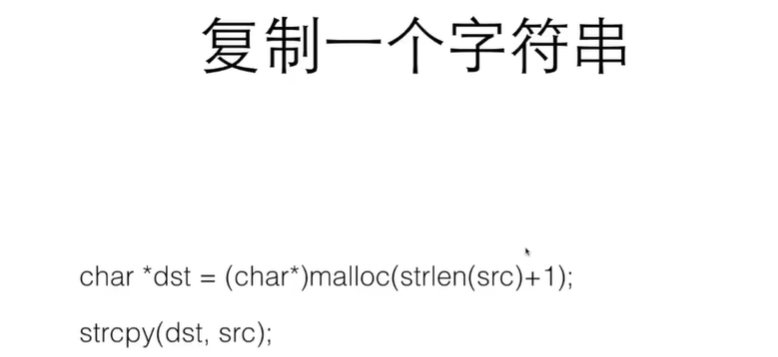 复制一个字符串
char *dst = (char*)malloc(strlen(src)+1);
strcpy(dst, src);